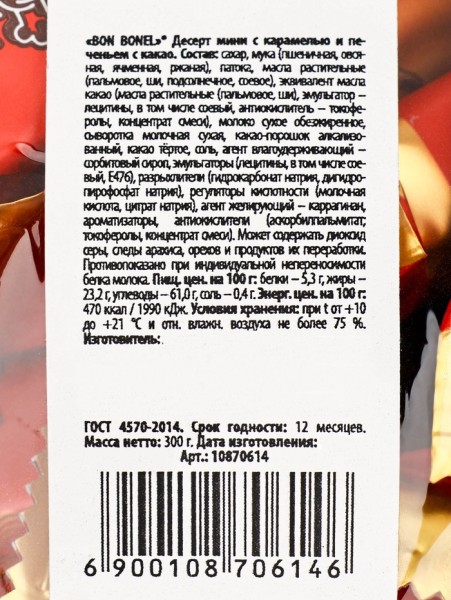 «BON BONEL»® Десерт мини с карамелью и пе-
ченьем с какао. Состав: сахар, мука (пшеничная, овся-
ная, ячменная, ржаная), патока, масла растительные
(пальмовое, ши, подсолнечное, соевое), эквивалент масла
какао (масла растительные (пальмовое, ши), эмульгатор –
лецитины, в том числе соевый, антиокислитель – токофе-
ролы, концентрат смеси), молоко сухое обезжиренное,
сыворотка молочная сухая, какао-порошок алкализо-
ванный, какао тёртое, соль, агент влагоудерживающий –
сорбитовый сироп, эмульгаторы (лецитины, в том числе сое-
вый, Е476), разрыхлители (гидрокарбонат натрия, дигидро-
пирофосфат натрия), регуляторы кислотности (молочная
кислота, цитрат натрия), агент желирующий – каррагинан,
ароматизаторы, антиокислители (аскорбилпальмитат;
токоферолы, концентрат смеси). Может содержать диоксид
серы, следы арахиса, орехов и продуктов их переработки.
Противопоказано при индивидуальной непереносимости
белка молока. Пищ. цен. на 100 г: белки – 5,3 г, жиры –
23,2 г, углеводы – 61,0 г, соль – 0,4 г. Энерг. цен. на 100 г:
470 ккал / 1990 кДж. Условия хранения: при t от +10
до +21 °C и отн. влажн. воздуха не более 75 %.
Изготовитель:
ГОСТ 4570-2014. Срок годности: 12 месяцев.
Масса нетто: 300 г. Дата изготовления:
Арт.: 10870614
6 900108 706146